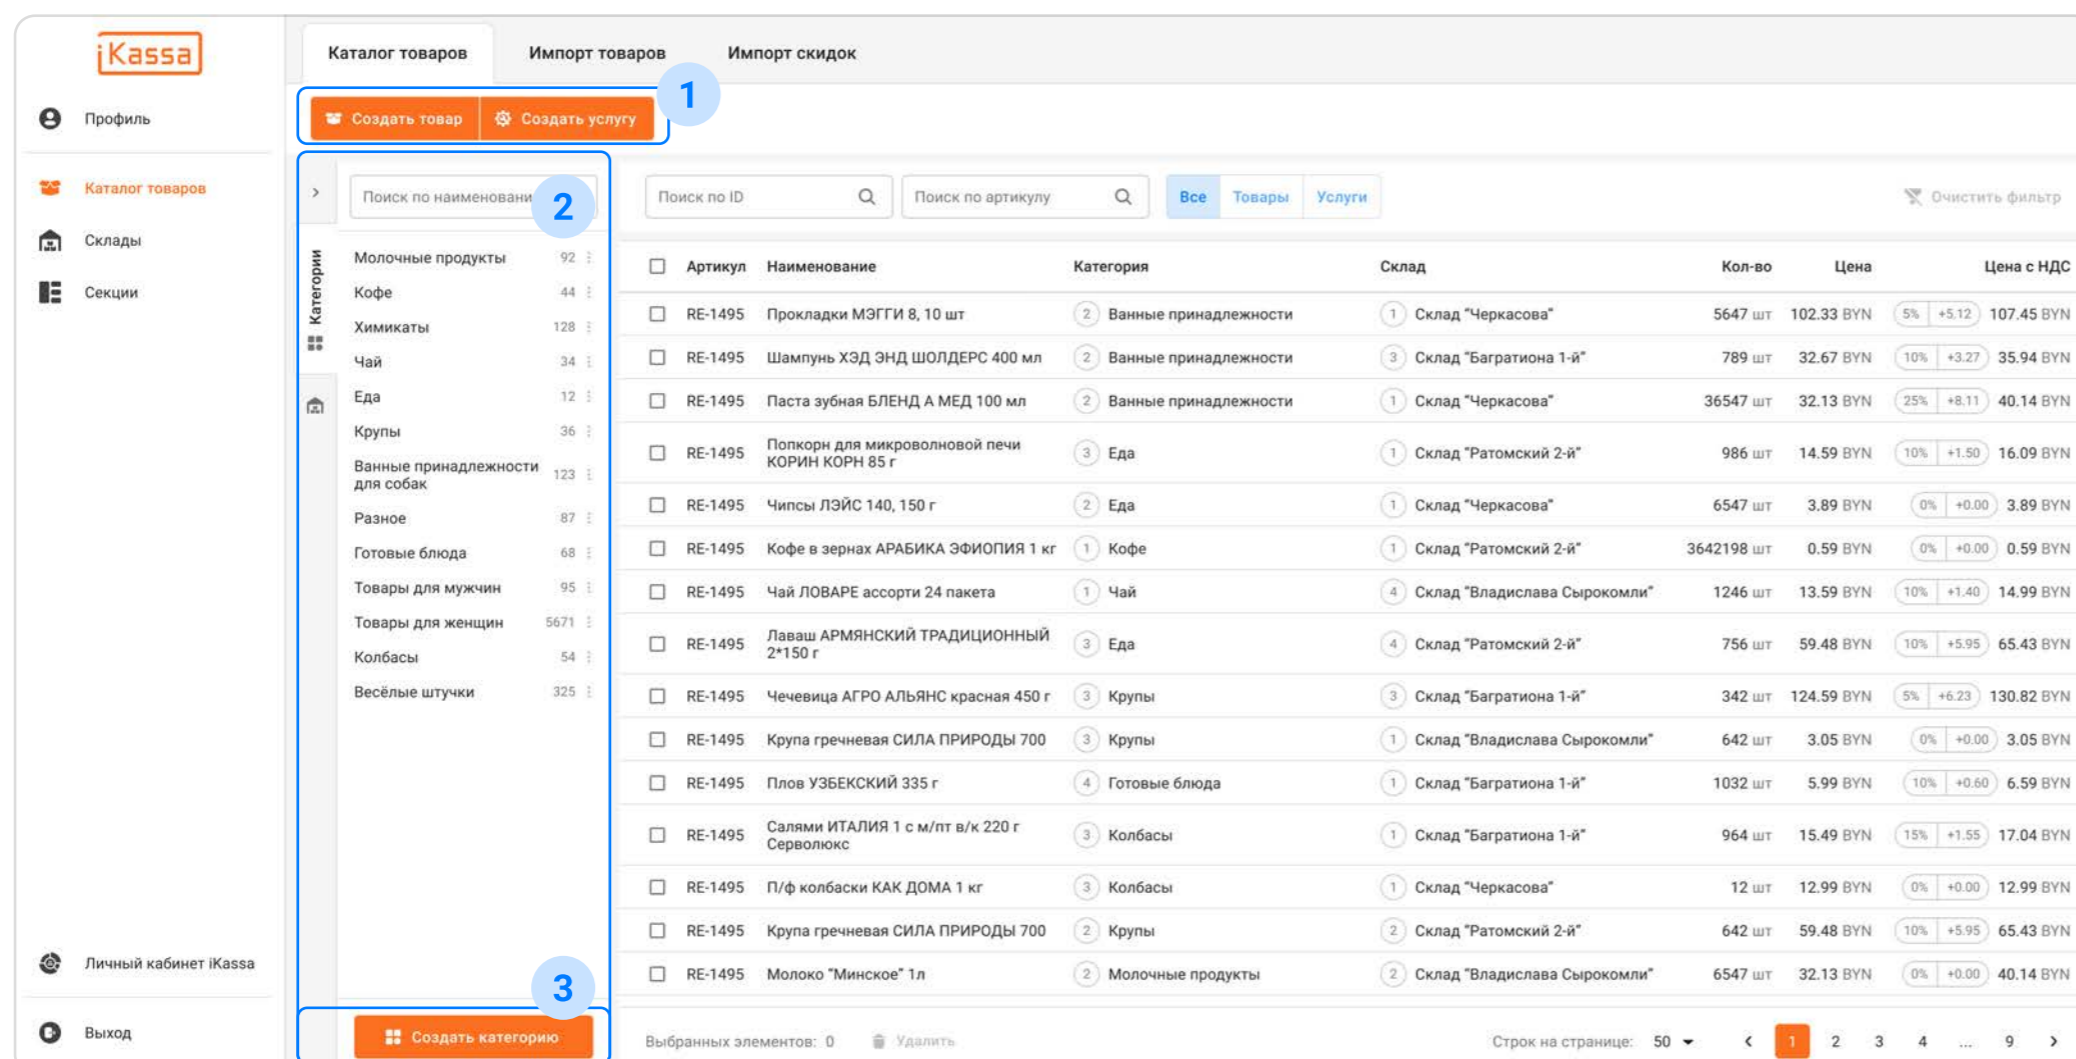 iKassa
Профиль
Каталог товаров
Склады
Секции
Личный кабинет iKassa
Выход
Каталог товаров Импорт товаров Импорт скидок
Создать товар Создать услугу
1
Категории
Поиск по наименовани
2
Молочные продукты 92
Кофе 44
Химикаты 128
Чай 34
Еда 12
Крупы 36
Ванные принадлежности
для собак 123
Разное 87
Готовые блюда 68
Товары для мужчин 95
Товары для женщин 5671
Колбасы 54
Весёлые штучки 325
3
Создать категорию
Поиск по ID Поиск по артикулу Все Товары Услуги Очистить фильтр
Артикул Наименование Категория Склад Кол-во Цена Цена с НДС
RE-1495 Прокладки МЭГГИ 8, 10 шт 2 Ванные принадлежности 1 Склад "Черкасова" 5647 шт 102.33 BYN 5% +5.12 107.45 BYN
RE-1495 Шампунь ХЭД ЭНД ШОЛДЕРС 400 мл 2 Ванные принадлежности 3 Склад "Багратиона 1-й" 789 шт 32.67 BYN 10% +3.27 35.94 BYN
RE-1495 Паста зубная БЛЕНД А МЕД 100 мл 2 Ванные принадлежности 1 Склад "Черкасова" 36547 шт 32.13 BYN 25% +8.11 40.14 BYN
RE-1495 Попкорн для микроволновой печи
КОРИН КОРН 85 г 3 Еда 1 Склад "Ратомский 2-й" 986 шт 14.59 BYN 10% +1.50 16.09 BYN
RE-1495 Чипсы ЛЭЙС 140, 150 г 2 Еда 1 Склад "Черкасова" 6547 шт 3.89 BYN 0% +0.00 3.89 BYN
RE-1495 Кофе в зернах АРАБИКА ЭФИОПИЯ 1 кг 1 Кофе 1 Склад "Ратомский 2-й" 3642198 шт 0.59 BYN 0% +0.00 0.59 BYN
RE-1495 Чай ЛОВАРЕ ассорти 24 пакета 1 Чай 4 Склад "Владислава Сырокомли" 1246 шт 13.59 BYN 10% +1.40 14.99 BYN
RE-1495 Лаваш АРМЯНСКИЙ ТРАДИЦИОННЫЙ
2*150 г 3 Еда 4 Склад "Ратомский 2-й" 756 шт 59.48 BYN 10% +5.95 65.43 BYN
RE-1495 Чечевица АГРО АЛЬЯНС красная 450 г 3 Крупы 3 Склад "Багратиона 1-й" 342 шт 124.59 BYN 5% +6.23 130.82 BYN
RE-1495 Крупа гречневая СИЛА ПРИРОДЫ 700 3 Крупы 1 Склад "Владислава Сырокомли" 642 шт 3.05 BYN 0% +0.00 3.05 BYN
RE-1495 Плов УЗБЕКСКИЙ 335 г 4 Готовые блюда 1 Склад "Багратиона 1-й" 1032 шт 5.99 BYN 10% +0.60 6.59 BYN
RE-1495 Салями ИТАЛИЯ 1 с м/пт в/к 220 г
Серволюкс 3 Колбасы 1 Склад "Багратиона 1-й" 964 шт 15.49 BYN 15% +1.55 17.04 BYN
RE-1495 П/ф колбаски КАК ДОМА 1 кг 3 Колбасы 1 Склад "Черкасова" 12 шт 12.99 BYN 0% +0.00 12.99 BYN
RE-1495 Крупа гречневая СИЛА ПРИРОДЫ 700 2 Крупы 2 Склад "Ратомский 2-й" 642 шт 59.48 BYN 10% +5.95 65.43 BYN
RE-1495 Молоко "Минское" 1л 2 Молочные продукты 2 Склад "Владислава Сырокомли" 6547 шт 32.13 BYN 0% +0.00 40.14 BYN
Выбранных элементов: 0 Удалить Строк на странице: 50 1 2 3 4 ... 9